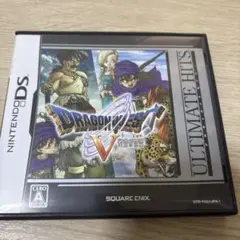 NINTENDO DS
DRAGON QUEST
V
ULTIMATE HITS
CERO
A
SQUARE ENIX